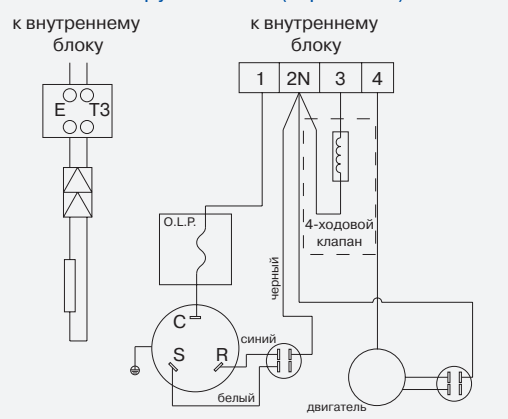 к внутреннему
блоку
к внутреннему
блоку
1 2N 3 4
E T3
O.L.P.
4-ходовой
клапан
черный
C
синий
S R
белый
двигатель